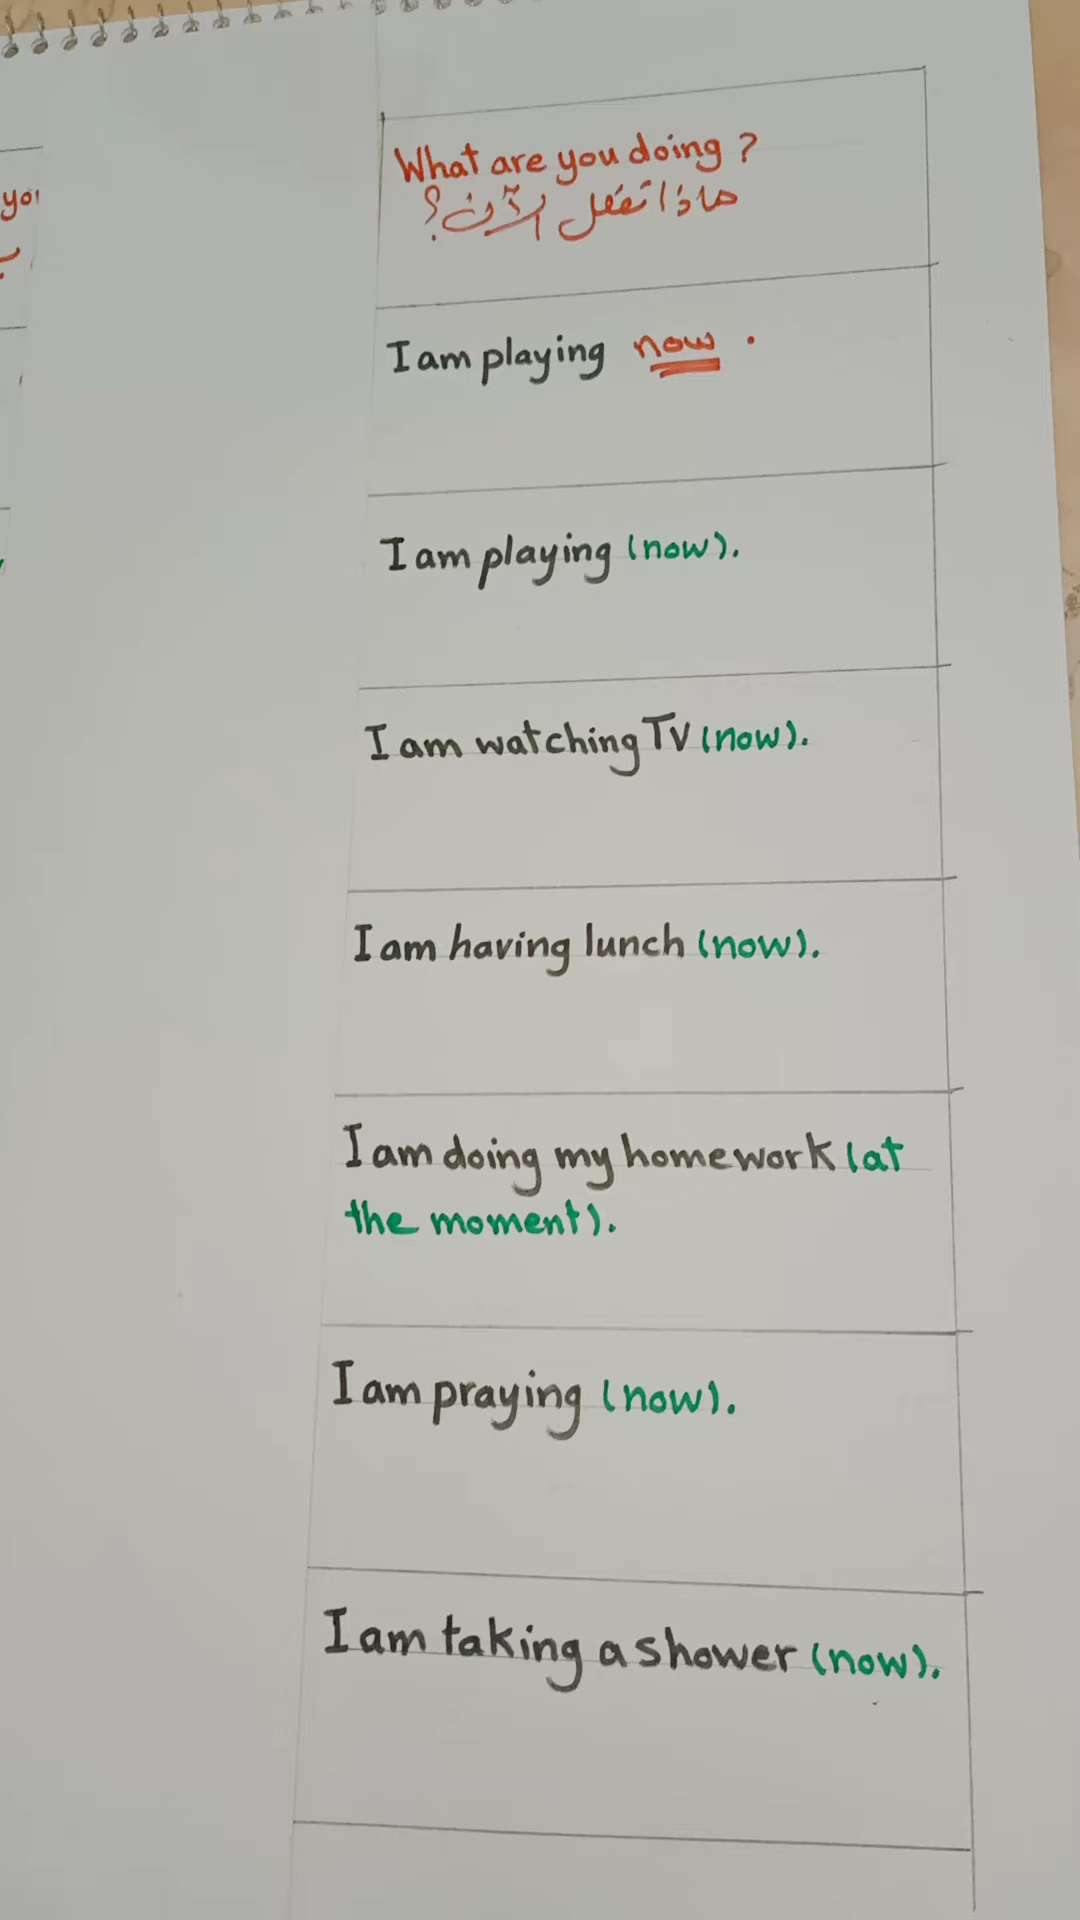 What are you doing ?
ماذا تفعل الآن ؟
I am playing now .
I am playing (now).
I am watching TV (now).
I am having lunch (now).
I am doing my homework (at
the moment).
I am praying (now).
I am taking a shower (now).